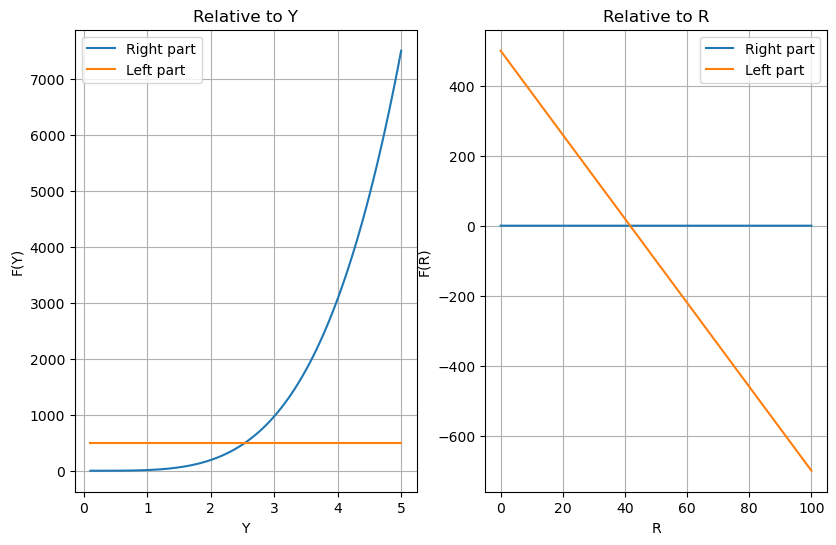 Relative to Y
Right part
Left part
7000
6000
5000
4000
3000
2000
1000
0
F(Y)
0 1 2 3 4 5
Y
Relative to R
Right part
Left part
400
200
0
−200
−400
−600
F(R)
0 20 40 60 80 100
R